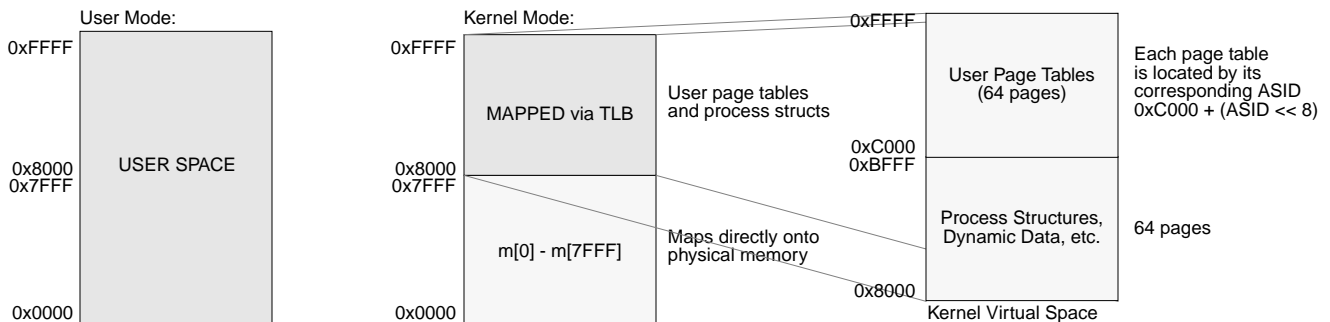 User Mode:
0xFFFF
USER SPACE
0x8000
0x7FFF
0x0000
Kernel Mode:
0xFFFF
MAPPED via TLB
User page tables
and process structs
0x8000
0x7FFF
m[0] - m[7FFF]
Maps directly onto
physical memory
0x0000
0xFFFF
User Page Tables
(64 pages)
Each page table
is located by its
corresponding ASID
0xC000 + (ASID << 8)
0xC000
0xBFFF
Process Structures,
Dynamic Data, etc.
64 pages
0x8000
Kernel Virtual Space